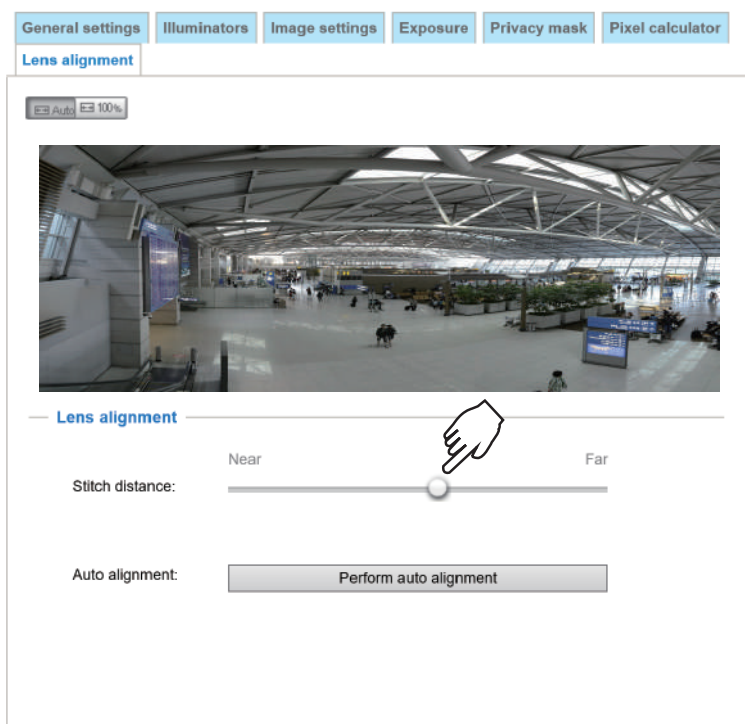 General settings Illuminators Image settings Exposure Privacy mask Pixel calculator
Lens alignment
Auto 100%
Lens alignment
Near Far
Stitch distance:
Auto alignment: Perform auto alignment